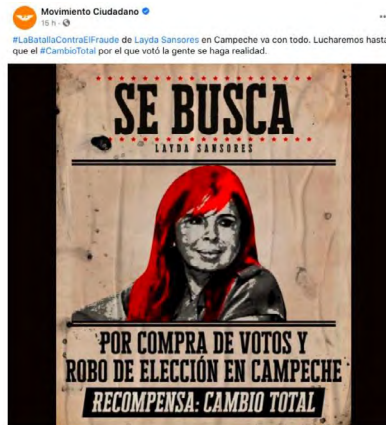 Movimiento Ciudadano
15 h ·
#LaBatallaContraElFraude de Layda Sansores en Campeche va con todo. Lucharemos hasta
que el #CambioTotal por el que votó la gente se haga realidad.
SE BUSCA
LAYDA SANSORES
POR COMPRA DE VOTOS Y
ROBO DE ELECCIÓN EN CAMPECHE
RECOMPENSA: CAMBIO TOTAL